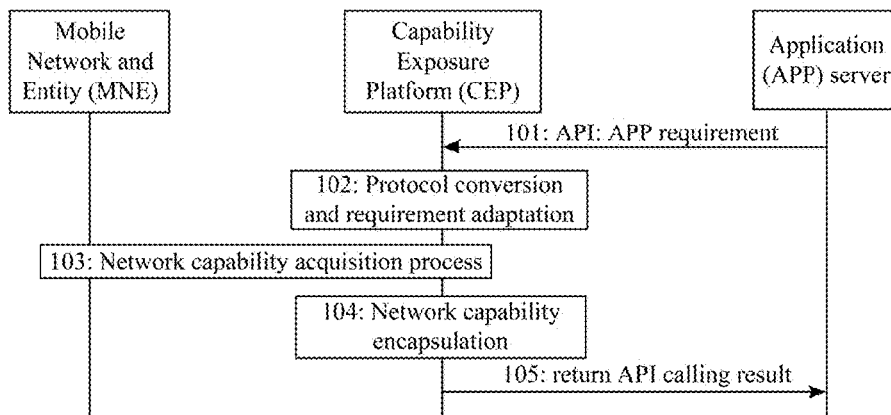 Mobile
Network and
Entity (MNE)
Capability
Exposure
Platform (CEP)
Application
(APP) server
101: API: APP requirement
102: Protocol conversion
and requirement adaptation
103: Network capability acquisition process
104: Network capability
encapsulation
105: return API calling result